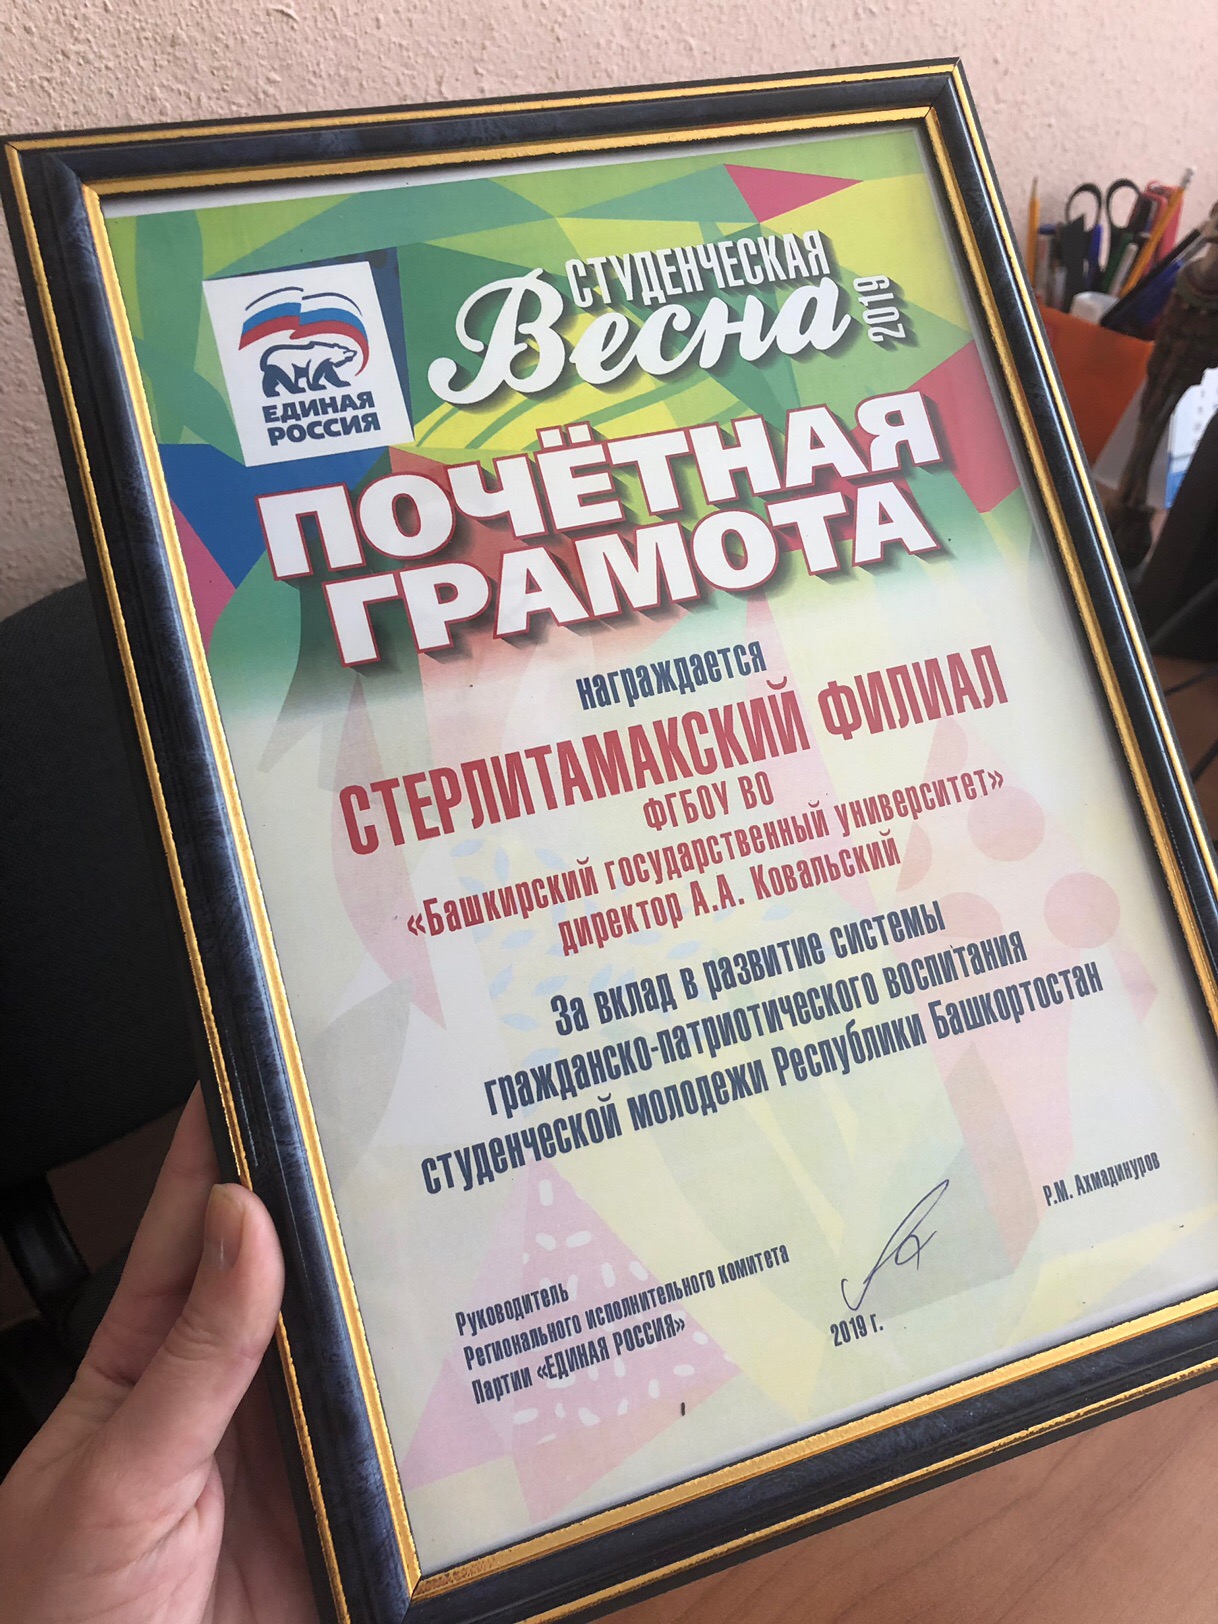 ЕДИНАЯ
РОССИЯ
СТУДЕНЧЕСКАЯ
Весна 2019
ПОЧЁТНАЯ
ГРАМОТА
награждается
СТЕРЛИТАМАКСКИЙ ФИЛИАЛ
ФГБОУ ВО
«Башкирский государственный университет»
директор А.А. Ковальский
За вклад в развитие системы
гражданско-патриотического воспитания
студенческой молодежи Республики Башкортостан
Руководитель
Регионального исполнительного комитета
Партии «ЕДИНАЯ РОССИЯ»
Р.М. Ахмадинуров
2019 г.